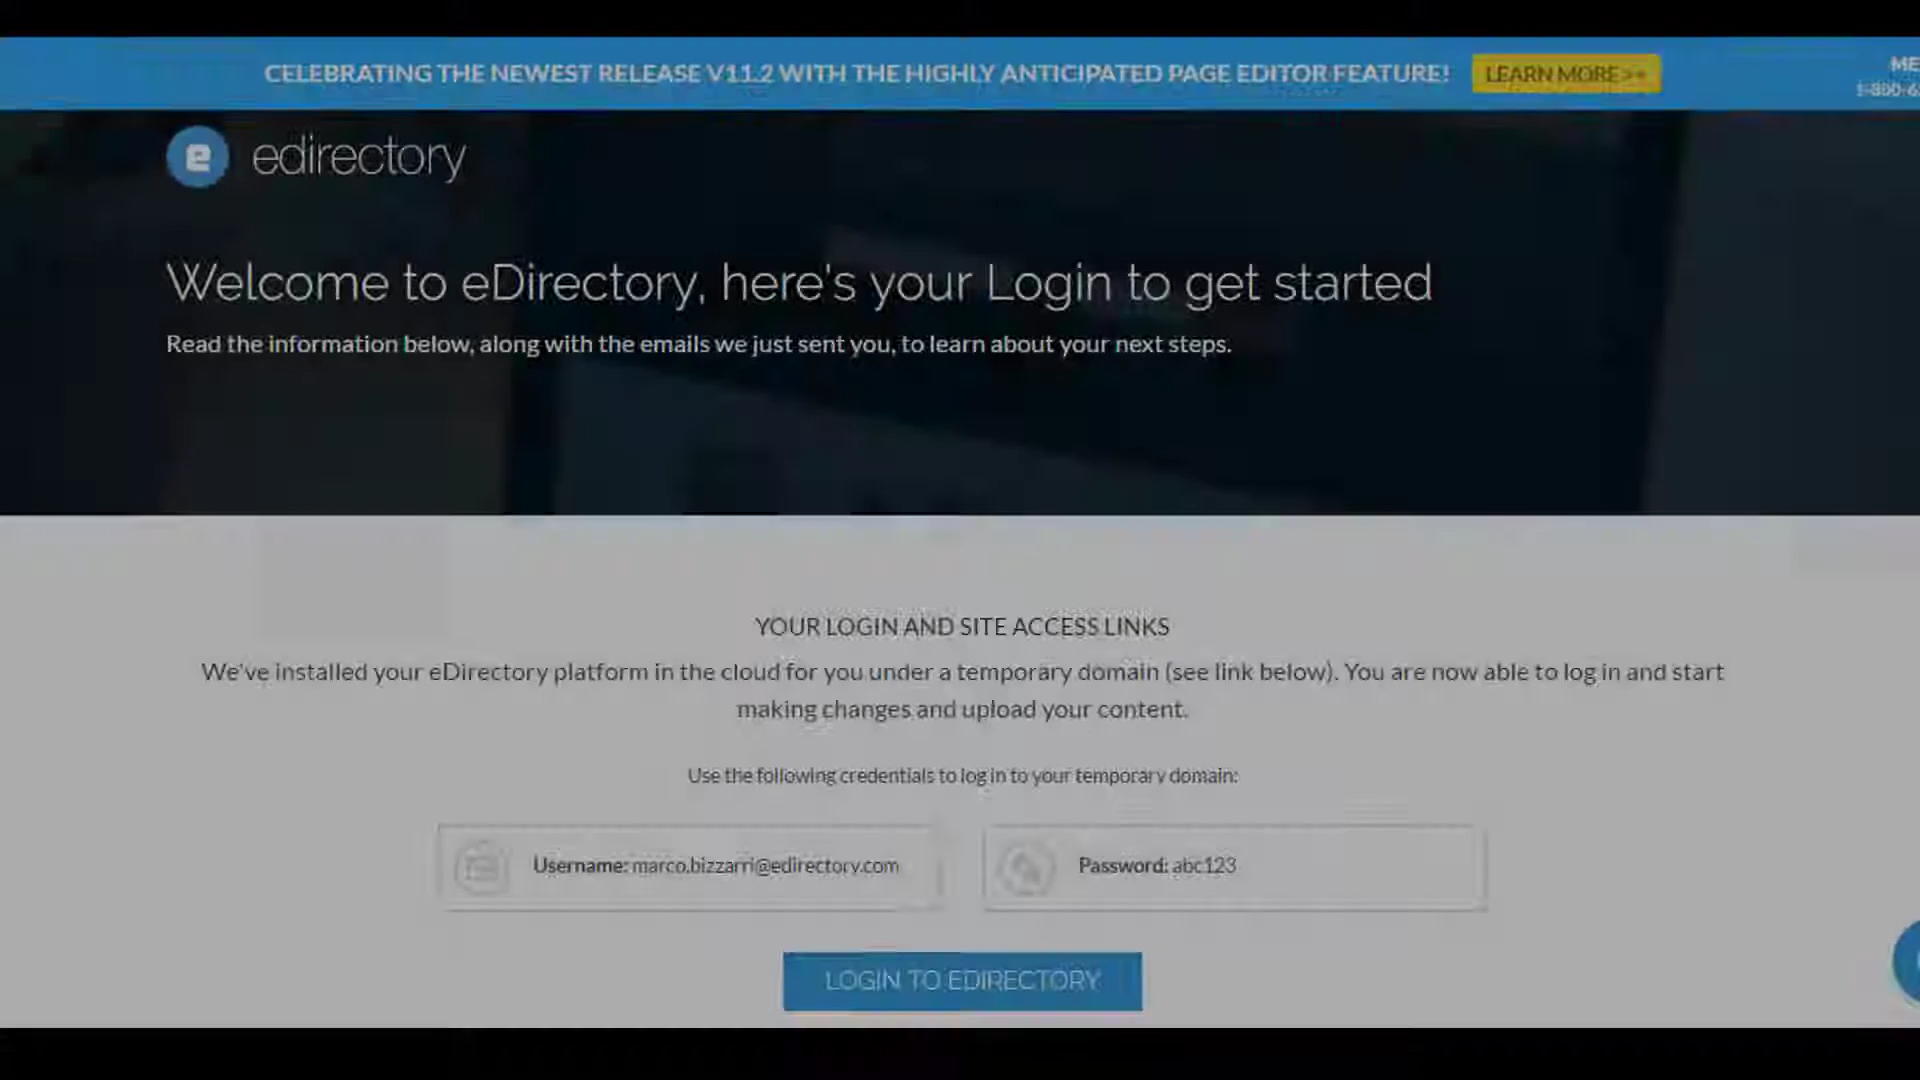 CELEBRATING THE NEWEST RELEASE V11.2 WITH THE HIGHLY ANTICIPATED PAGE EDITOR FEATURE!
LEARN MORE >>
edirectory
Welcome to eDirectory, here's your Login to get started
Read the information below, along with the emails we just sent you, to learn about your next steps.
YOUR LOGIN AND SITE ACCESS LINKS
We've installed your eDirectory platform in the cloud for you under a temporary domain (see link below). You are now able to log in and start
making changes and upload your content.
Use the following credentials to log in to your temporary domain:
Username: marco.bizzarri@edirectory.com
Password: abc123
LOGIN TO EDIRECTORY